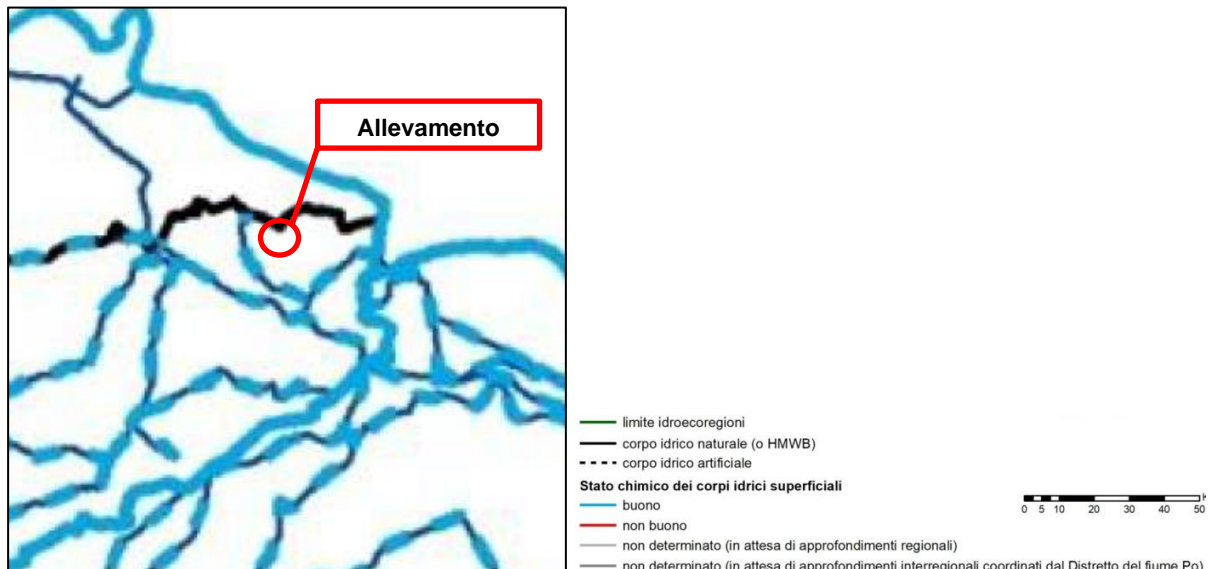 Allevamento
limite idroecoregioni
corpo idrico naturale (o HMWB)
corpo idrico artificiale
Stato chimico dei corpi idrici superficiali
buono
non buono
non determinato (in attesa di approfondimenti regionali)
non determinato (in attesa di approfondimenti interregionali coordinati dal Distretto del fiume Po)
0 5 10 20 30 40 50